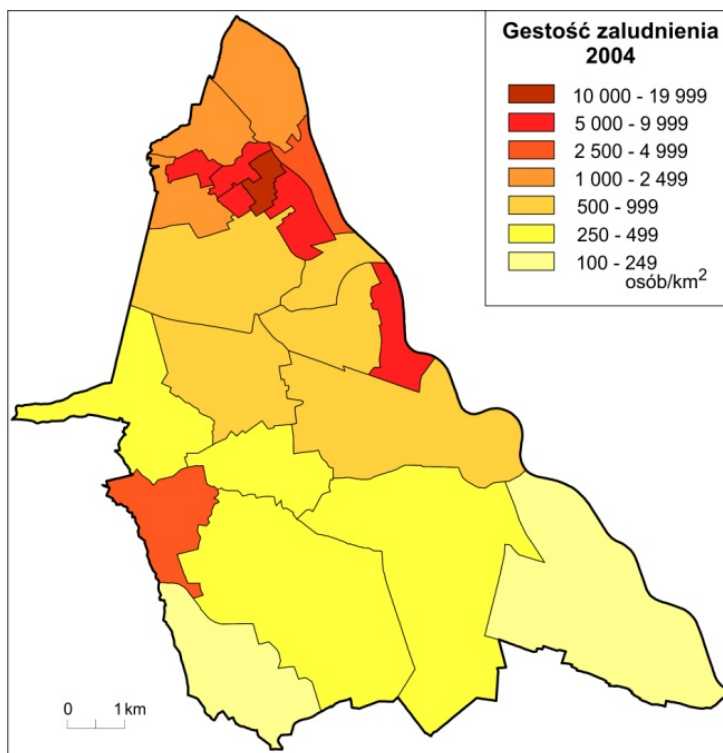 Gestość zaludnienia
2004
10 000 - 19 999
5 000 - 9 999
2 500 - 4 999
1 000 - 2 499
500 - 999
250 - 499
100 - 249
osób/km²
0 1 km